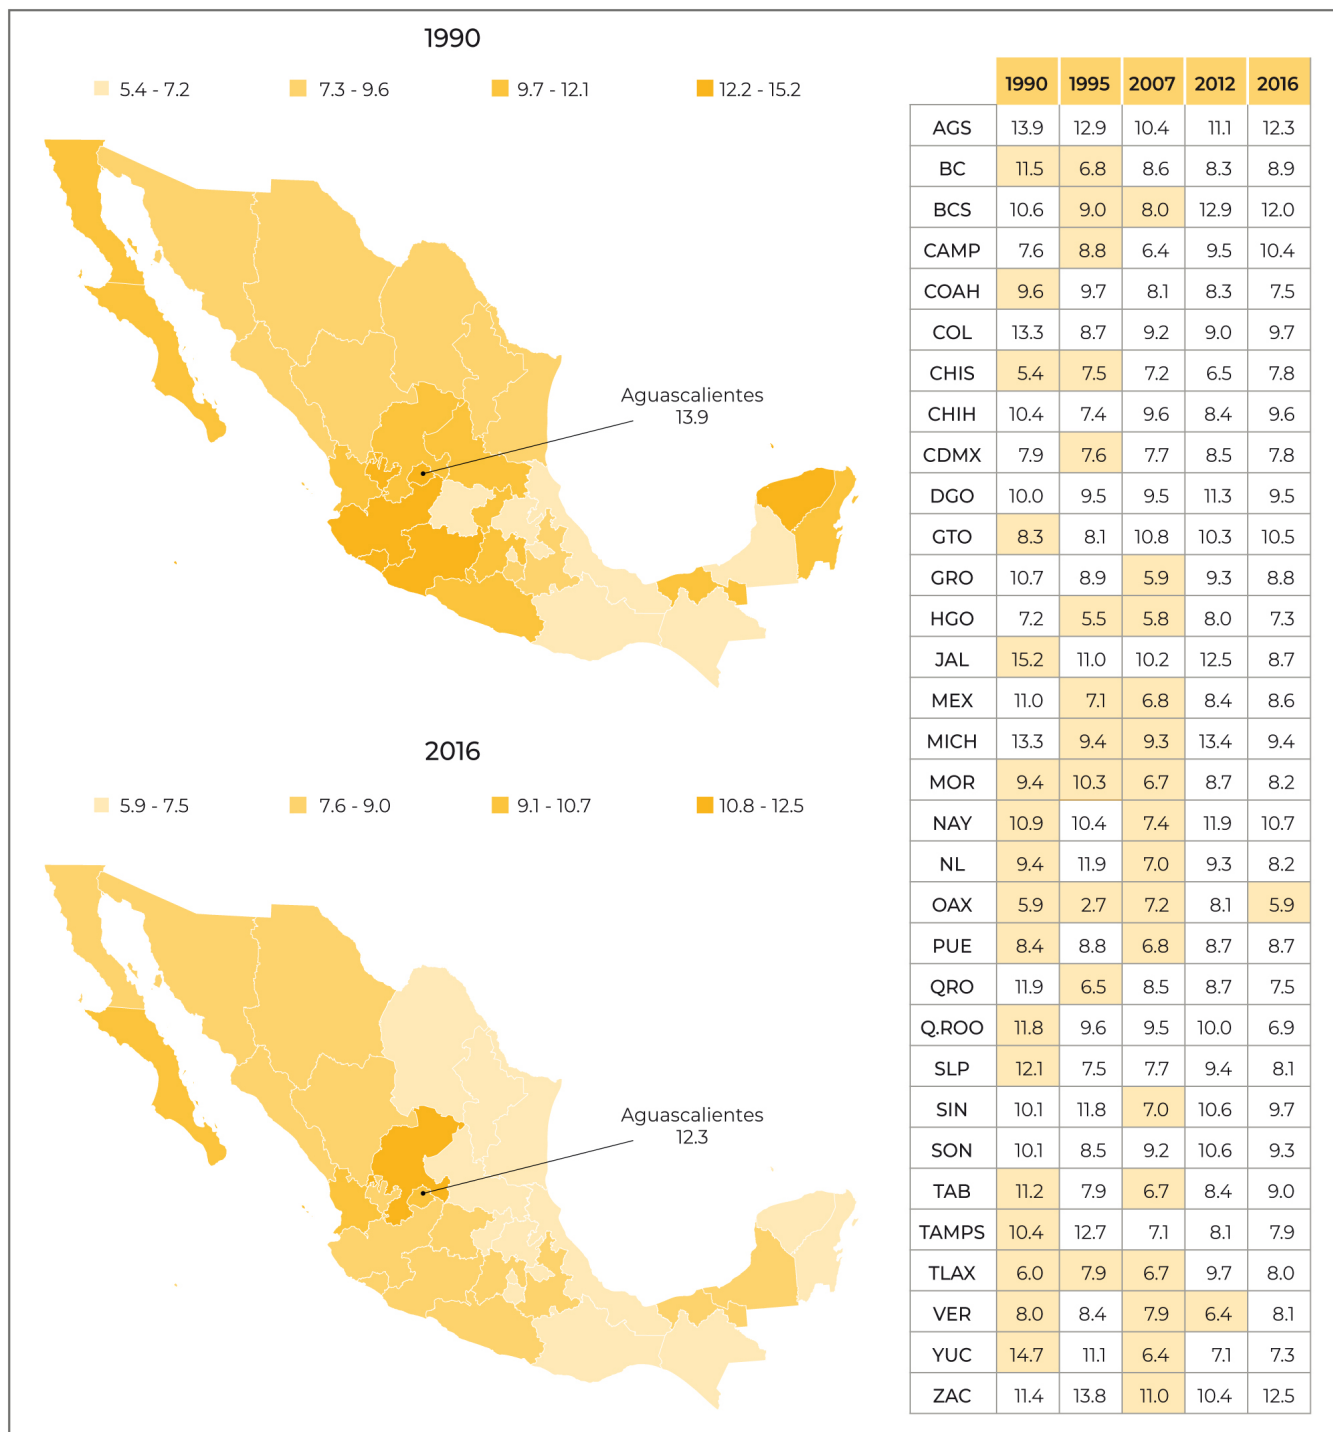 1990
5.4 - 7.2 7.3 - 9.6 9.7 - 12.1 12.2 - 15.2
Aguascalientes
13.9
2016
5.9 - 7.5 7.6 - 9.0 9.1 - 10.7 10.8 - 12.5
Aguascalientes
12.3
1990 1995 2007 2012 2016
AGS 13.9 12.9 10.4 11.1 12.3
BC 11.5 6.8 8.6 8.3 8.9
BCS 10.6 9.0 8.0 12.9 12.0
CAMP 7.6 8.8 6.4 9.5 10.4
COAH 9.6 9.7 8.1 8.3 7.5
COL 13.3 8.7 9.2 9.0 9.7
CHIS 5.4 7.5 7.2 6.5 7.8
CHIH 10.4 7.4 9.6 8.4 9.6
CDMX 7.9 7.6 7.7 8.5 7.8
DGO 10.0 9.5 9.5 11.3 9.5
GTO 8.3 8.1 10.8 10.3 10.5
GRO 10.7 8.9 5.9 9.3 8.8
HGO 7.2 5.5 5.8 8.0 7.3
JAL 15.2 11.0 10.2 12.5 8.7
MEX 11.0 7.1 6.8 8.4 8.6
MICH 13.3 9.4 9.3 13.4 9.4
MOR 9.4 10.3 6.7 8.7 8.2
NAY 10.9 10.4 7.4 11.9 10.7
NL 9.4 11.9 7.0 9.3 8.2
OAX 5.9 2.7 7.2 8.1 5.9
PUE 8.4 8.8 6.8 8.7 8.7
QRO 11.9 6.5 8.5 8.7 7.5
Q.ROO 11.8 9.6 9.5 10.0 6.9
SLP 12.1 7.5 7.7 9.4 8.1
SIN 10.1 11.8 7.0 10.6 9.7
SON 10.1 8.5 9.2 10.6 9.3
TAB 11.2 7.9 6.7 8.4 9.0
TAMPS 10.4 12.7 7.1 8.1 7.9
TLAX 6.0 7.9 6.7 9.7 8.0
VER 8.0 8.4 7.9 6.4 8.1
YUC 14.7 11.1 6.4 7.1 7.3
ZAC 11.4 13.8 11.0 10.4 12.5